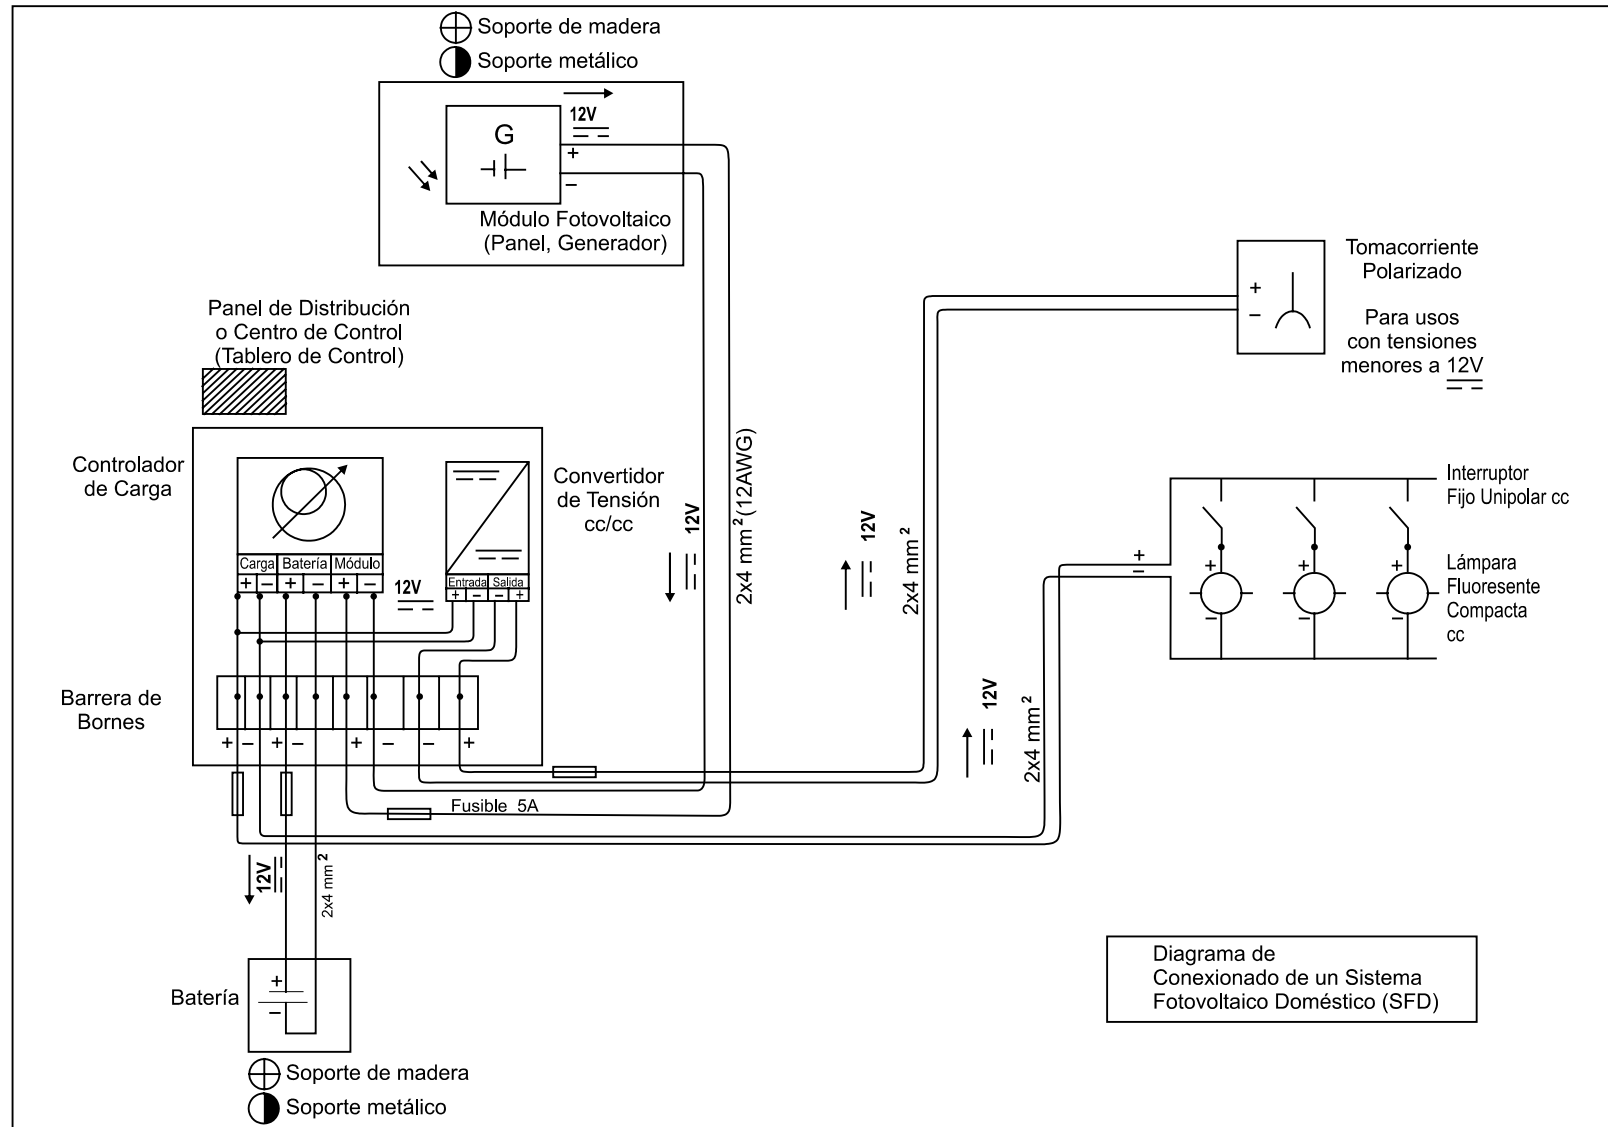 Soporte de madera
Soporte metálico
12V
G
+
−
Módulo Fotovoltaico
(Panel, Generador)
Panel de Distribución
o Centro de Control
(Tablero de Control)
Tomacorriente
Polarizado
Para usos
con tensiones
menores a 12V
+
−
Controlador
de Carga
Convertidor
de Tensión
cc/cc
Carga Batería Módulo
+ − + − + −
12V
Entrada Salida
+ − − +
12V
2x4 mm² (12AWG)
12V
2x4 mm²
Interruptor
Fijo Unipolar cc
+
−
+ + +
− − −
Lámpara
Fluoresente
Compacta
cc
Barrera de
Bornes
+ − + − + − − +
12V
2x4 mm²
Fusible 5A
12V
2x4 mm²
Batería
+
−
Soporte de madera
Soporte metálico
Diagrama de
Conexionado de un Sistema
Fotovoltaico Doméstico (SFD)